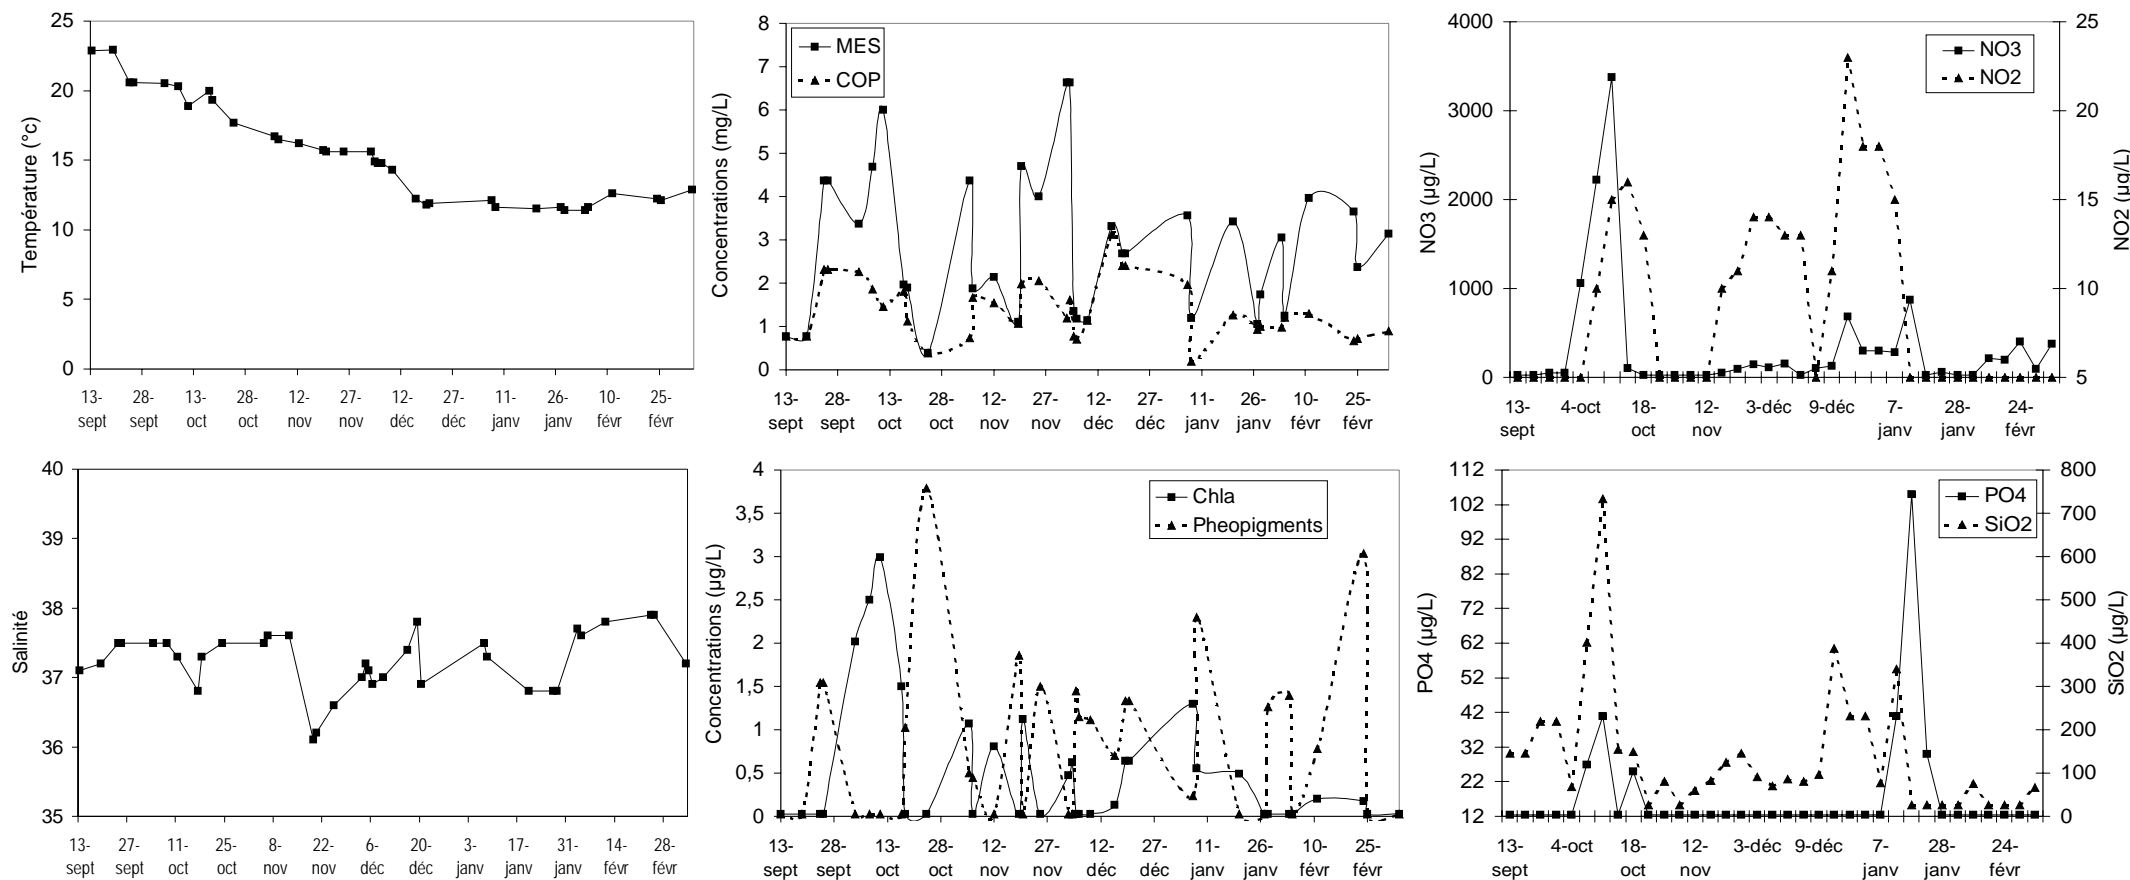 Température (°c)
25
20
15
10
5
0
13- 28- 13- 28- 12- 27- 12- 27- 11- 26- 10- 25-
sept sept oct oct nov nov déc déc janv janv févr févr
Concentrations (mg/L)
8
7
6
5
4
3
2
1
0
MES
COP
13- 28- 13- 28- 12- 27- 12- 27- 11- 26- 10- 25-
sept sept oct oct nov nov déc déc janv janv févr févr
NO3 (µg/L)
4000
3000
2000
1000
0
NO3
NO2
25
20
15
10
5
NO2 (µg/L)
13- 4-oct 18- 12- 3-déc 9-déc 7- 28- 24-
sept oct nov janv janv févr
Salinité
40
39
38
37
36
35
13- 27- 11- 25- 8- 22- 6- 20- 3- 17- 31- 14- 28-
sept sept oct oct nov nov déc déc janv janv janv févr févr
Concentrations (µg/L)
4
3,5
3
2,5
2
1,5
1
0,5
0
Chla
Pheopigments
13- 28- 13- 28- 12- 27- 12- 27- 11- 26- 10- 25-
sept sept oct oct nov nov déc déc janv janv févr févr
PO4 (µg/L)
112
102
92
82
72
62
52
42
32
22
12
PO4
SiO2
800
700
600
500
400
300
200
100
0
SiO2 (µg/L)
13- 4-oct 18- 12- 3-déc 9-déc 7- 28- 24-
sept oct nov janv janv févr